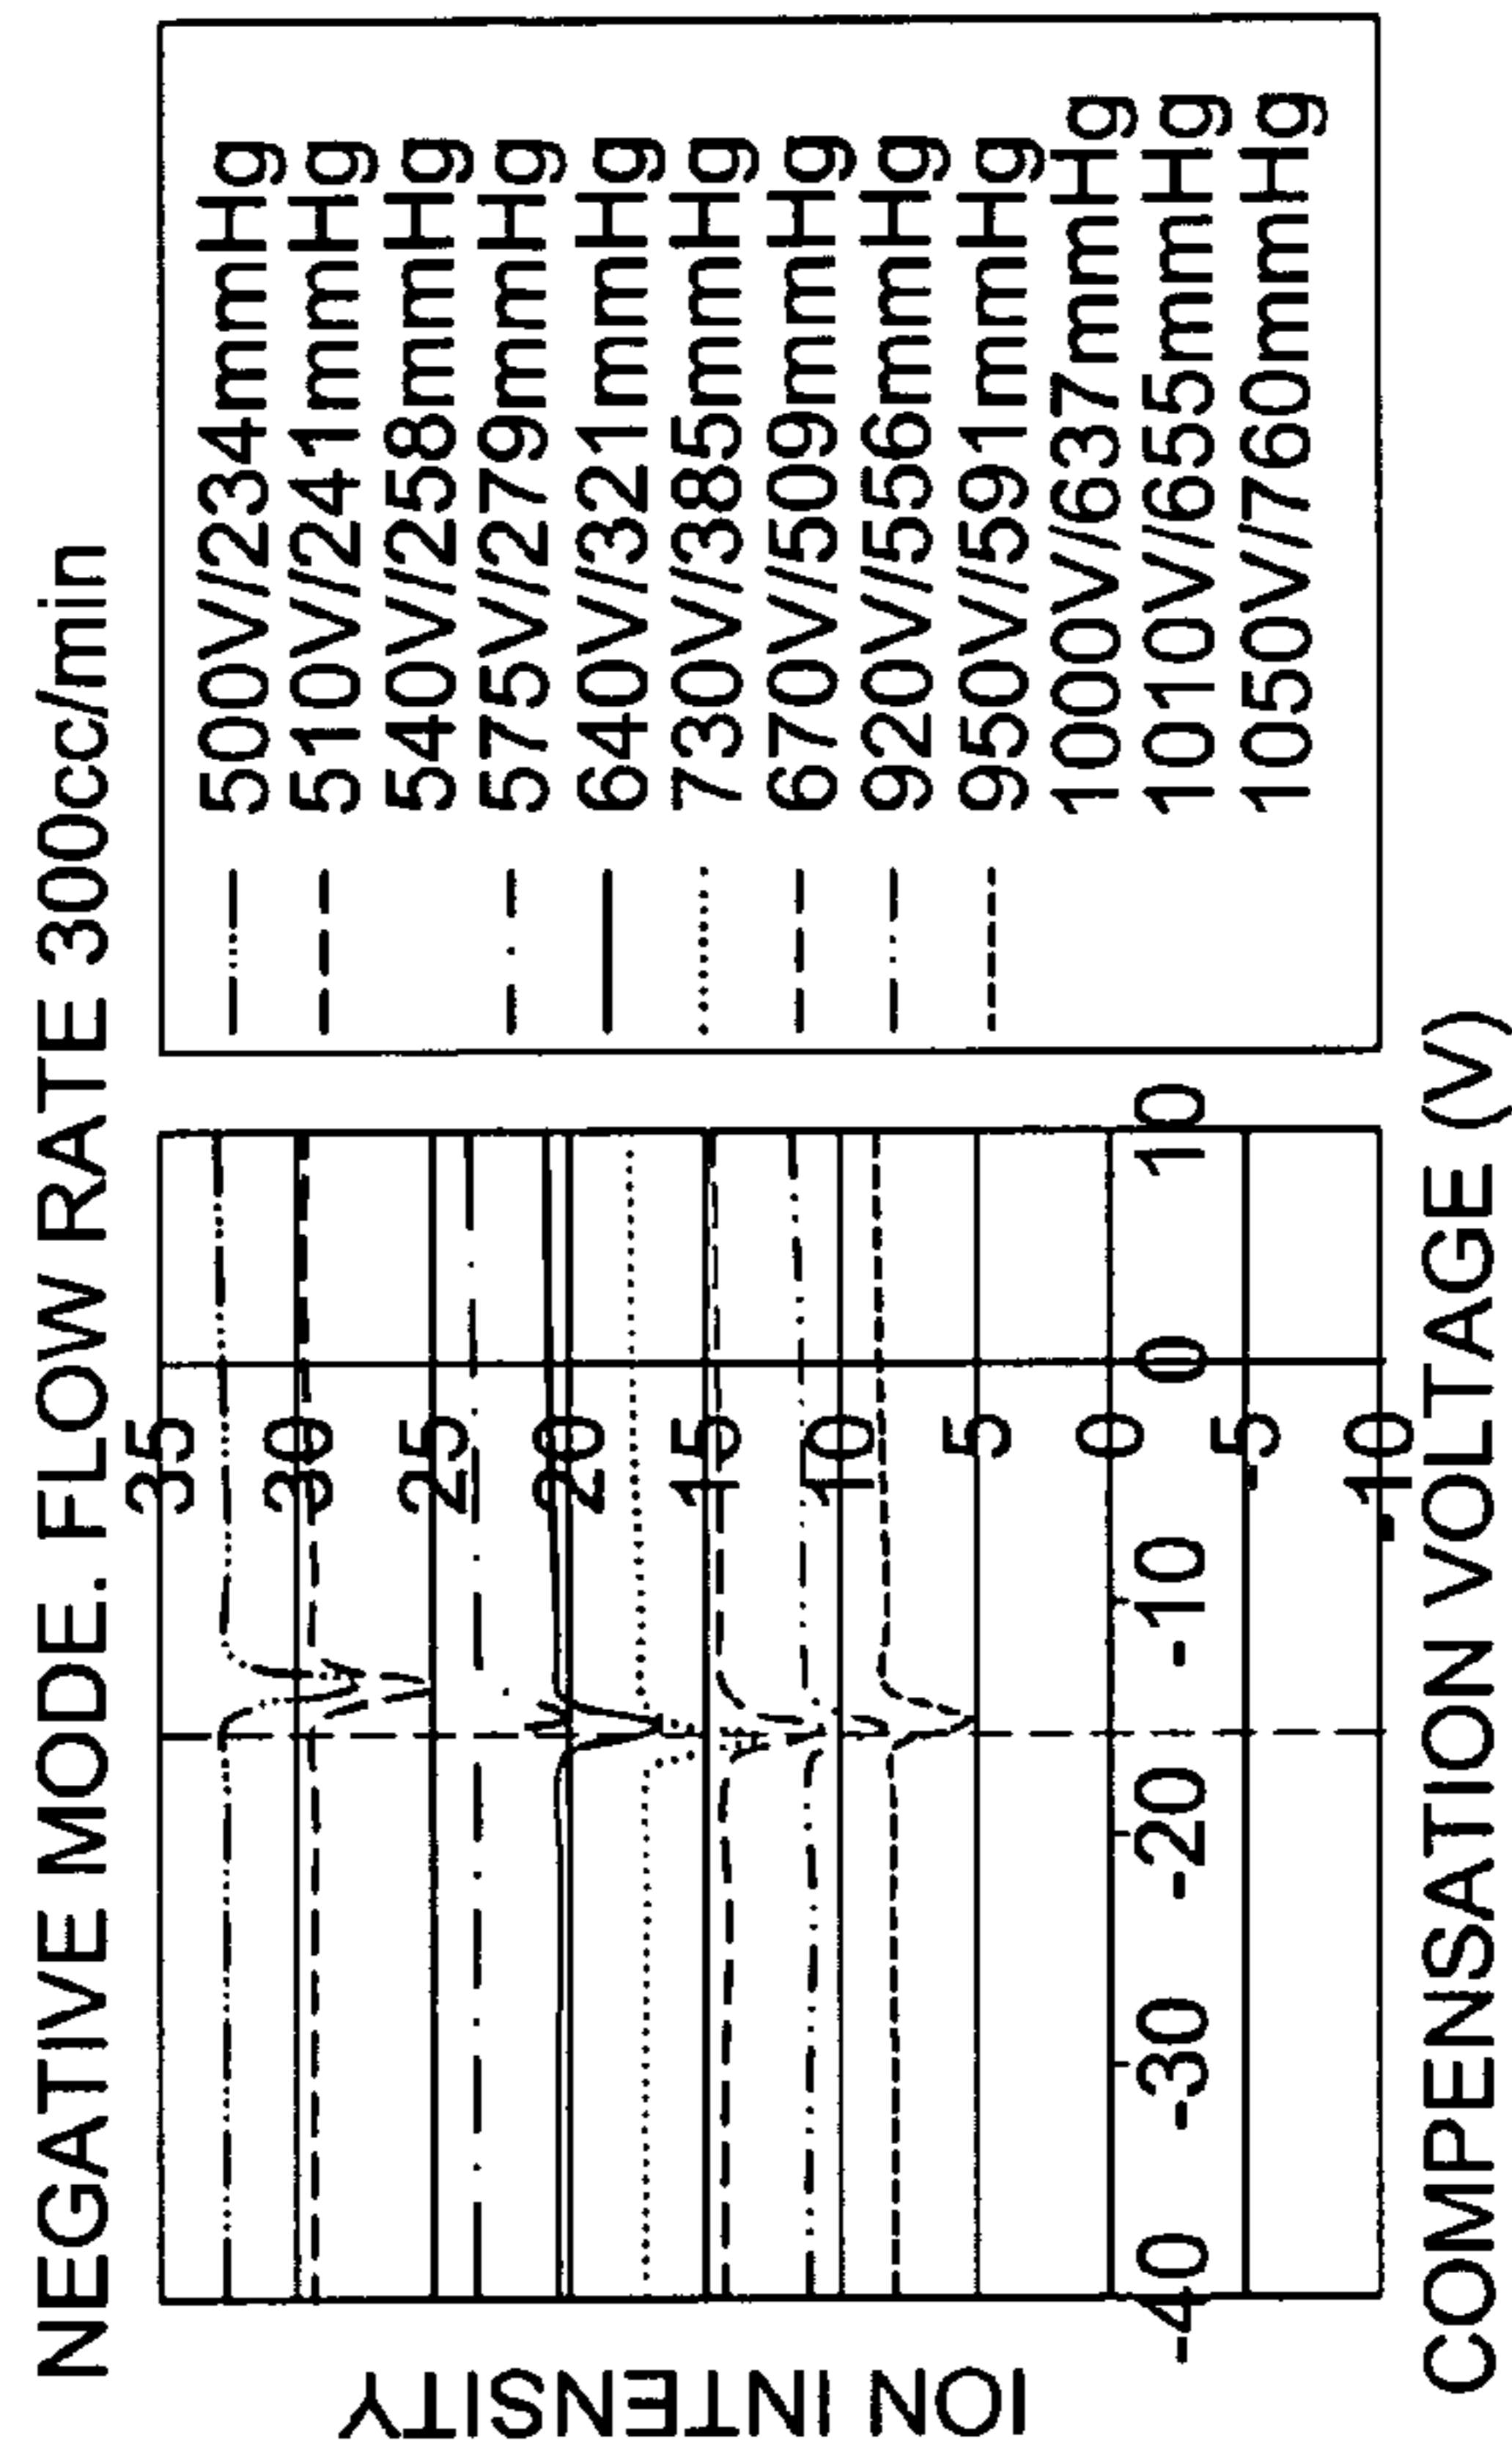 NEGATIVE MODE. FLOW RATE 300cc/min
ION INTENSITY
35
30
25
20
15
10
5
0
-5
-10
-40
-30
-20
-10
0
10
COMPENSATION VOLTAGE (V)
500V//234mmHg
510V//241mmHg
540V//258mmHg
575V//279mmHg
640V//321mmHg
730V//385mmHg
670V//509mmHg
920V//556mmHg
950V//591mmHg
1000V//637mmHg
1010V//655mmHg
1050V//760mmHg